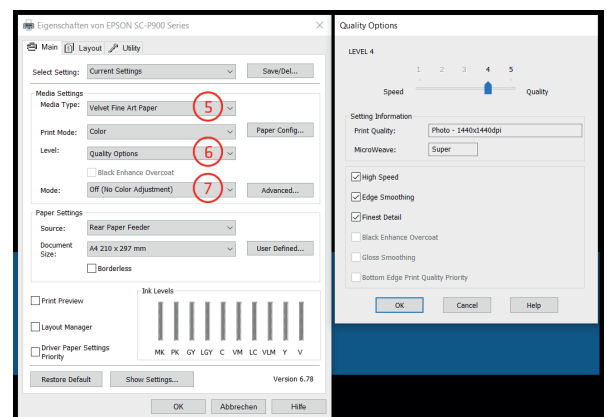 Eigenschaften von EPSON SC-P900 Series
Main Layout Utility
Select Setting: Current Settings Save/Del...
Media Settings
Media Type: Velvet Fine Art Paper 5
Print Mode: Color Paper Config...
Level: Quality Options 6
Black Enhance Overcoat
Mode: Off (No Color Adjustment) 7 Advanced...
Paper Settings
Source: Rear Paper Feeder
Document Size: A4 210 x 297 mm User Defined...
Borderless
Ink Levels
Print Preview
Layout Manager
Driver Paper Settings
Priority
MK PK GY LGY C VM LC VLM Y V
Restore Default Show Settings... Version 6.78
OK Abbrechen Hilfe
Quality Options
LEVEL 4
1 2 3 4 5
Speed Quality
Setting Information
Print Quality: Photo - 1440x1440dpi
MicroWeave: Super
High Speed
Edge Smoothing
Finest Detail
Black Enhance Overcoat
Gloss Smoothing
Bottom Edge Print Quality Priority
OK Cancel Help